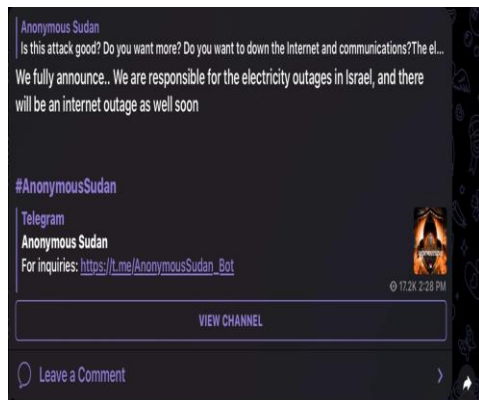 Anonymous Sudan
Is this attack good? Do you want more? Do you want to down the Internet and communications?The el...
We fully announce.. We are responsible for the electricity outages in Israel, and there
will be an internet outage as well soon
#AnonymousSudan
Telegram
Anonymous Sudan
For inquiries: https://t.me/AnonymousSudan_Bot
17.2K 2:28 PM
VIEW CHANNEL
Leave a Comment